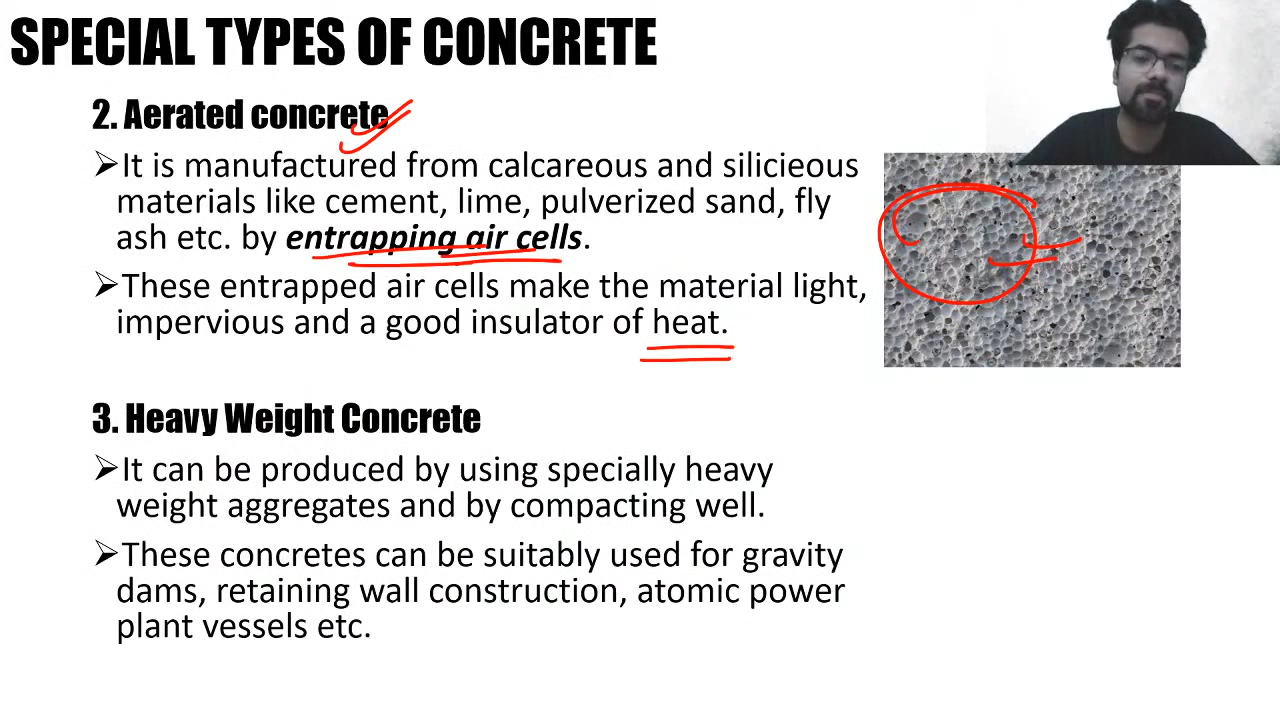 SPECIAL TYPES OF CONCRETE
2. Aerated concrete
➢It is manufactured from calcareous and silicieous
materials like cement, lime, pulverized sand, fly
ash etc. by entrapping air cells.
➢These entrapped air cells make the material light,
impervious and a good insulator of heat.
3. Heavy Weight Concrete
➢It can be produced by using specially heavy
weight aggregates and by compacting well.
➢These concretes can be suitably used for gravity
dams, retaining wall construction, atomic power
plant vessels etc.